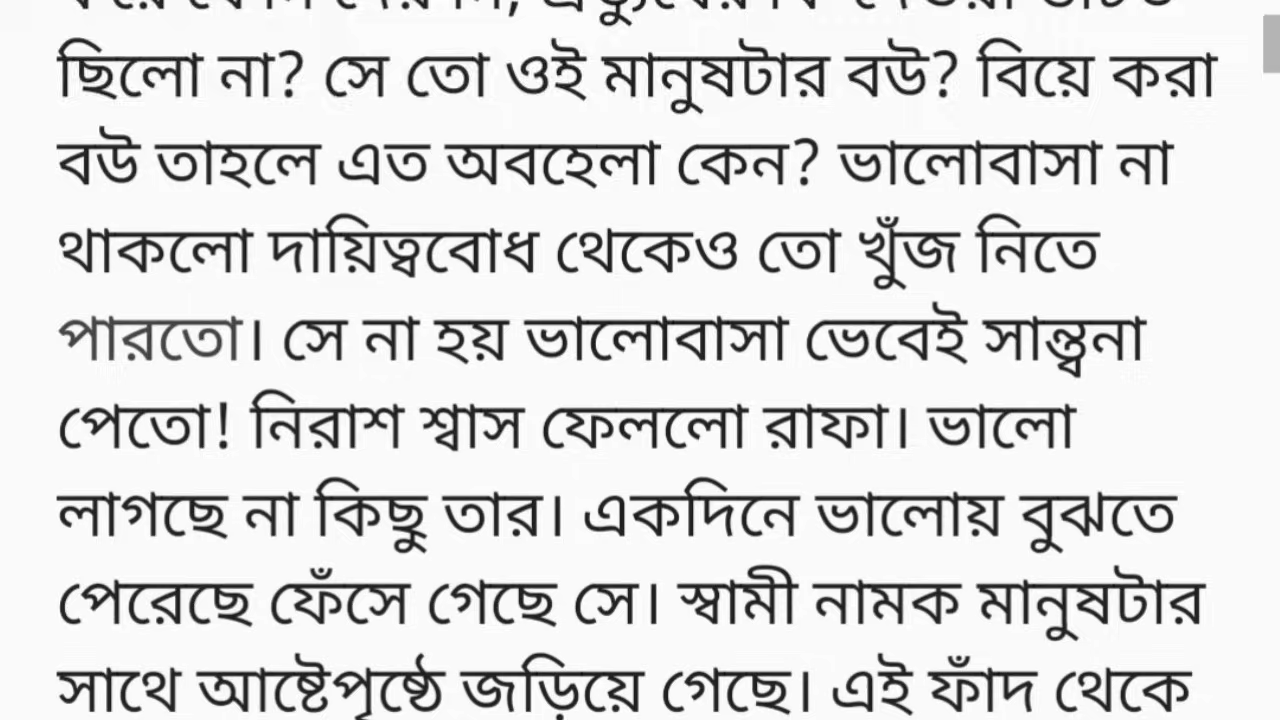 ছিলো না? সে তো ওই মানুষটার বউ? বিয়ে করা
বউ তাহলে এত অবহেলা কেন? ভালোবাসা না
থাকলো দায়িত্ববোধ থেকেও তো খুঁজ নিতে
পারতো। সে না হয় ভালোবাসা ভেবেই সান্ত্বনা
পেতো! নিরাশ শ্বাস ফেললো রাফা। ভালো
লাগছে না কিছু তার। একদিনে ভালোয় বুঝতে
পেরেছে ফেঁসে গেছে সে। স্বামী নামক মানুষটার
সাথে আষ্টেপৃষ্ঠে জড়িয়ে গেছে। এই ফাঁদ থেকে